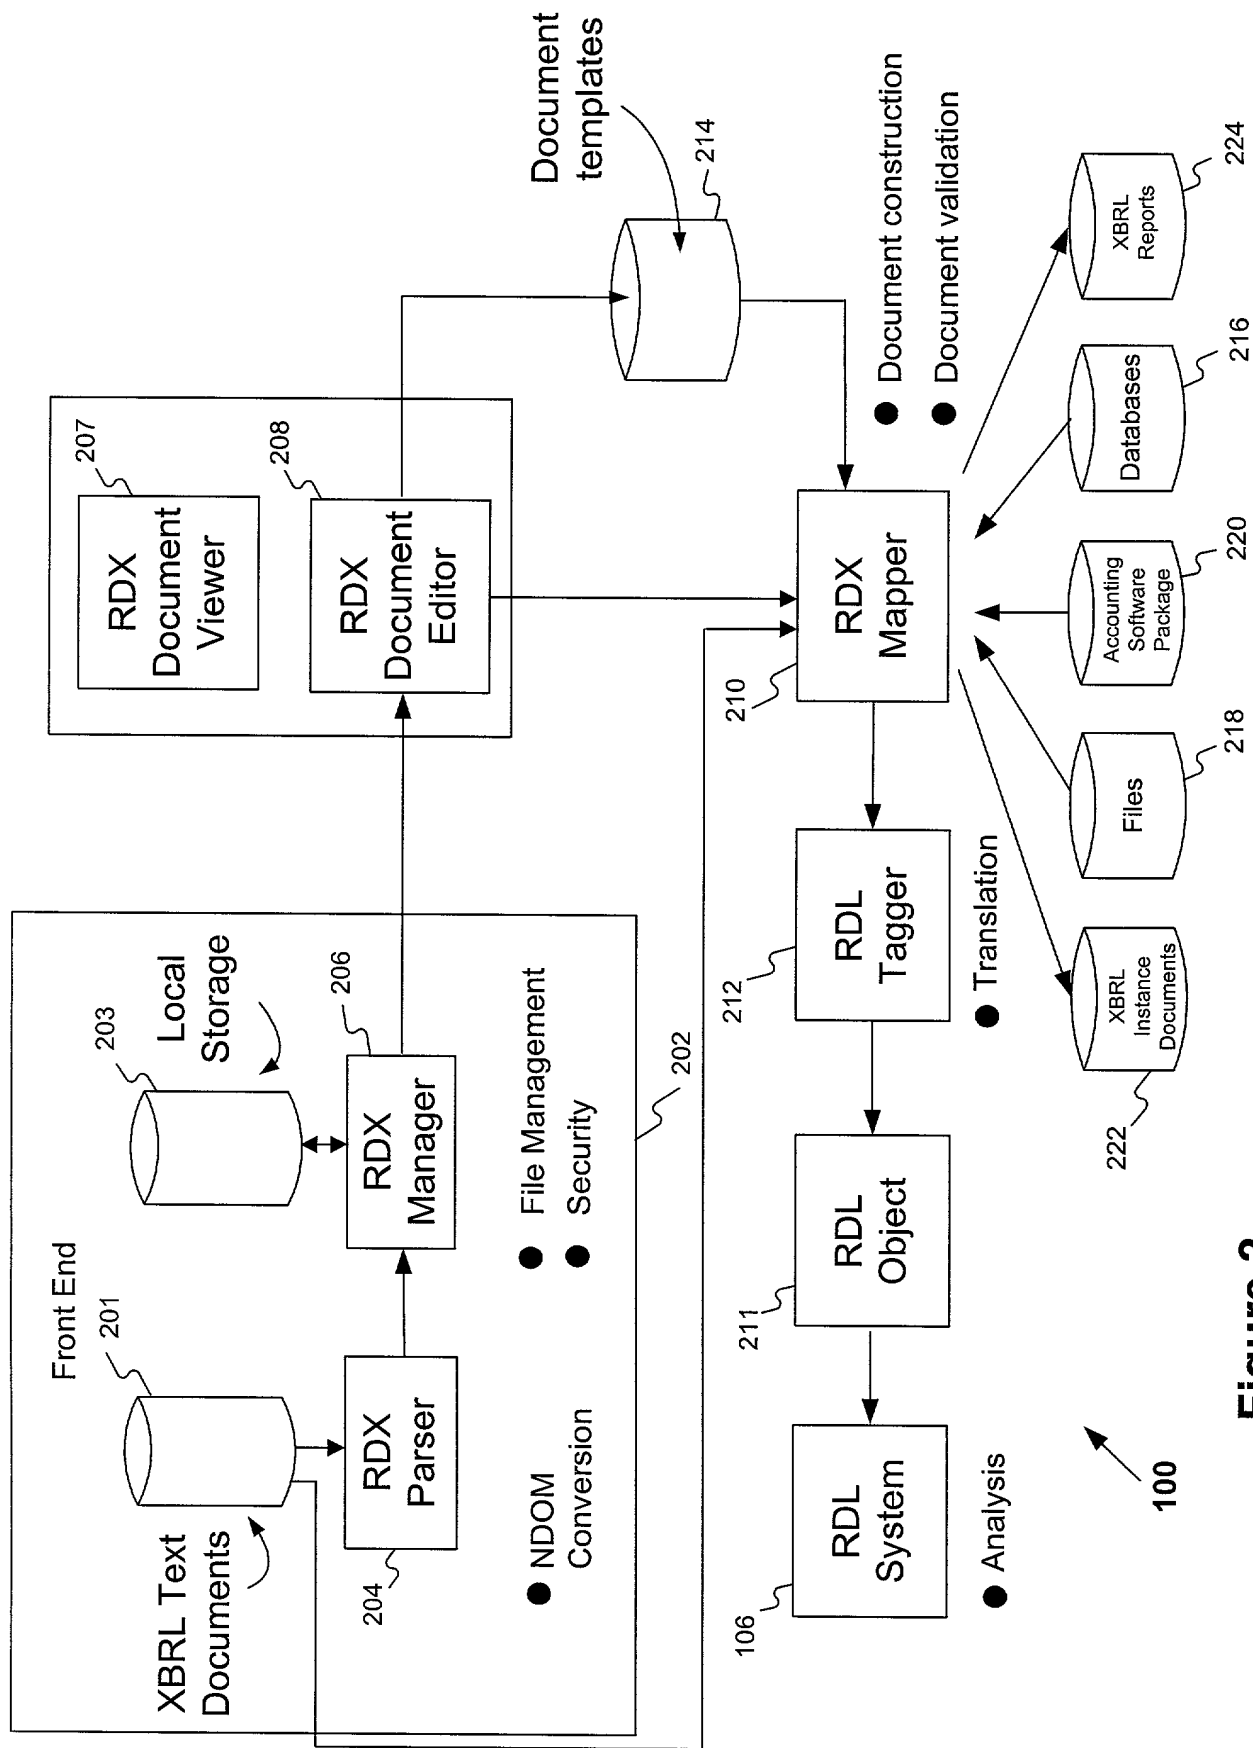 Front End
XBRL Text
Documents
201
203
Local
Storage
RDX
Parser
204
RDX
Manager
206
NDOM
Conversion
File Management
Security
202
RDX
Document
Viewer
207
RDX
Document
Editor
208
Document
templates
214
RDL
System
106
Analysis
RDL
Object
211
RDL
Tagger
212
Translation
RDX
Mapper
210
Document construction
Document validation
XBRL
Instance
Documents
222
Files
218
Accounting
Software
Package
220
Databases
216
XBRL
Reports
224
100